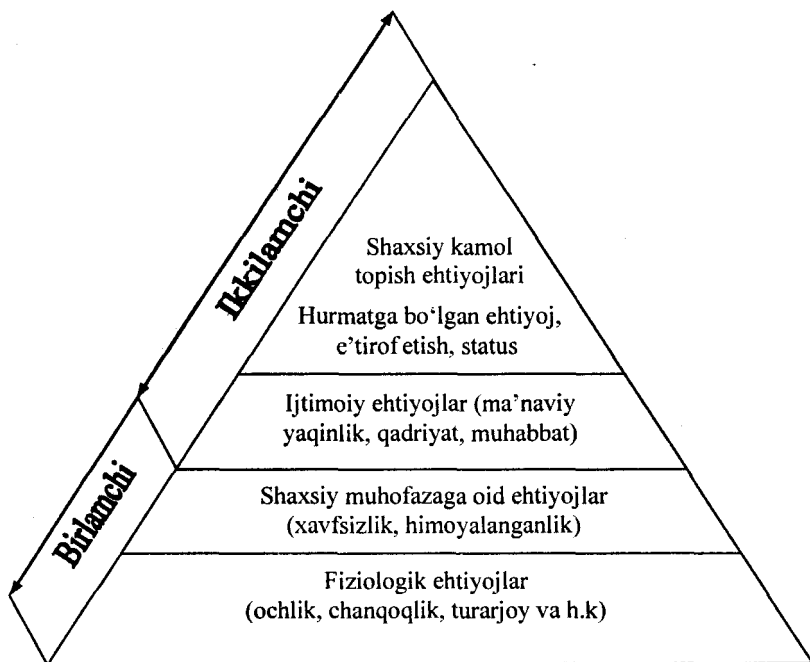 Ikkilamchi
Shaxsiy kamol
topish ehtiyojlari
Hurmatga bo‘lgan ehtiyoj,
e’tirof etish, status
Ijtimoiy ehtiyojlar (ma’naviy
yaqinlik, qadriyat, muhabbat)
Birlamchi
Shaxsiy muhofazaga oid ehtiyojlar
(xavfsizlik, himoyalanganlik)
Fiziologik ehtiyojlar
(ochlik, chanqoqlik, turarjoy va h.k)